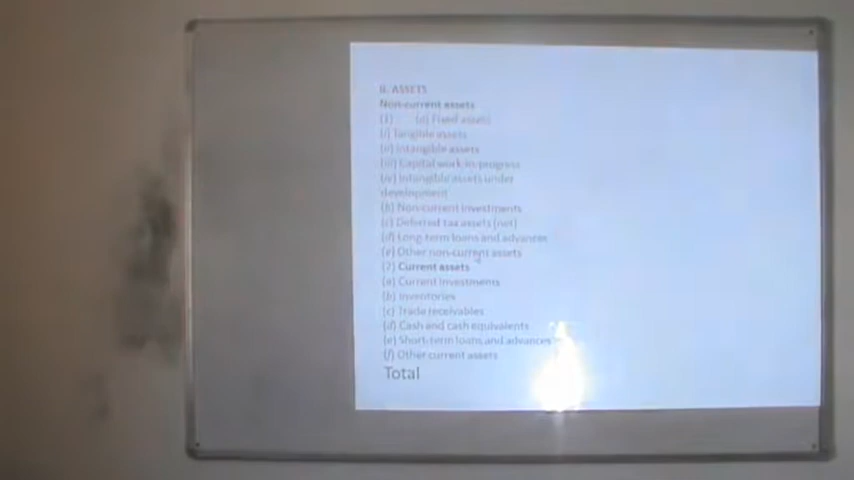 II. ASSETS
Non-current assets
(1) (a) Fixed assets
(i) Tangible assets
(ii) Intangible assets
(iii) Capital work-in-progress
(iv) Intangible assets under
development
(b) Non-current investments
(c) Deferred tax assets (net)
(d) Long-term loans and advances
(e) Other non-current assets
(2) Current assets
(a) Current investments
(b) Inventories
(c) Trade receivables
(d) Cash and cash equivalents
(e) Short-term loans and advances
(f) Other current assets
Total